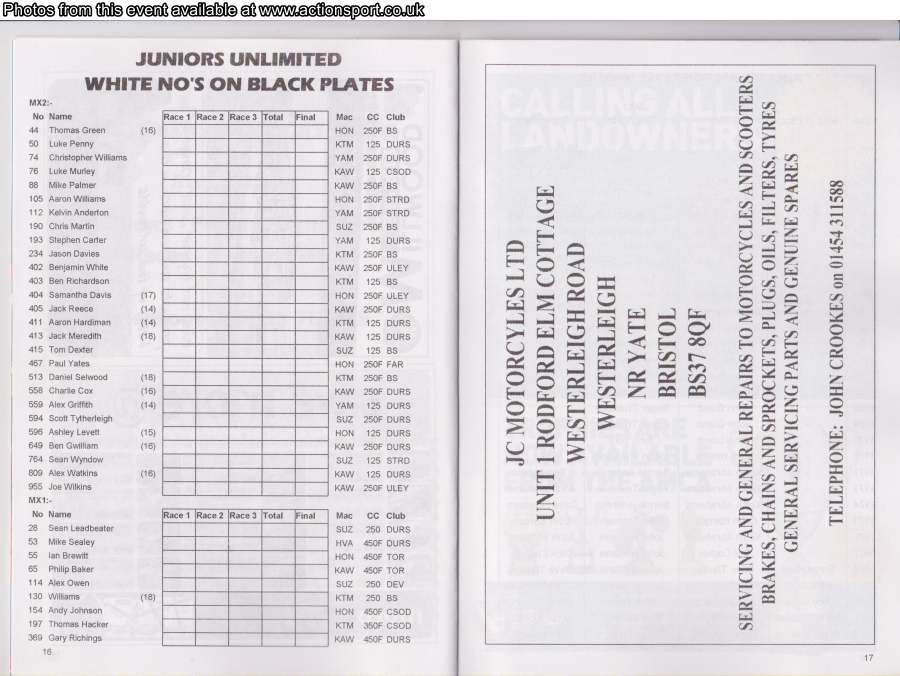 Photos from this event available at www.actionsport.co.uk
JUNIORS UNLIMITED
WHITE NO'S ON BLACK PLATES
MX2:-
No Name Race 1 Race 2 Race 3 Total Final Mac CC Club
44 Thomas Green (16) HON 250F BS
50 Luke Penny KTM 125 DURS
74 Christopher Williams YAM 250F DURS
76 Luke Murley KAW 125 CSOD
88 Mike Palmer KAW 250F BS
105 Aaron Williams HON 250F STRD
112 Kelvin Anderton YAM 250F STRD
190 Chris Martin SUZ 250F BS
193 Stephen Carter YAM 125 DURS
234 Jason Davies KTM 250F BS
402 Benjamin White KAW 250F ULEY
403 Ben Richardson KTM 125 BS
404 Samantha Davis (17) HON 250F ULEY
405 Jack Reece (14) KAW 250F DURS
411 Aaron Hardiman (14) KTM 125 DURS
413 Jack Meredith (16) KAW 125 DURS
415 Tom Dexter SUZ 125 BS
467 Paul Yates HON 250F FAR
513 Daniel Selwood (18) KTM 250F BS
558 Charlie Cox (16) KAW 250F DURS
559 Alex Griffith (14) YAM 125 DURS
594 Scott Tytherleigh SUZ 250F DURS
596 Ashley Levett (15) HON 125 DURS
649 Ben Gwilliam (16) KAW 250F DURS
764 Sean Wyndow SUZ 125 STRD
809 Alex Watkins (16) KAW 125 DURS
955 Joe Wilkins KAW 250F ULEY
MX1:-
No Name Race 1 Race 2 Race 3 Total Final Mac CC Club
28 Sean Leadbeater SUZ 250 DURS
53 Mike Sealey HVA 450F DURS
55 Ian Brewitt HON 450F TOR
65 Philip Baker KAW 450F TOR
114 Alex Owen SUZ 250 DEV
130 Williams (18) KTM 250 BS
154 Andy Johnson HON 450F CSOD
197 Thomas Hacker KTM 350F CSOD
369 Gary Richings KAW 450F DURS
16
JC MOTORCYLES LTD
UNIT 1 RODFORD ELM COTTAGE
WESTERLEIGH ROAD
WESTERLEIGH
NR YATE
BRISTOL
BS37 8QF
SERVICING AND GENERAL REPAIRS TO MOTORCYCLES AND SCOOTERS
BRAKES, CHAINS AND SPROCKETS, PLUGS, OILS, FILTERS, TYRES
GENERAL SERVICING PARTS AND GENUINE SPARES
TELEPHONE: JOHN CROOKES on 01454 311588
17